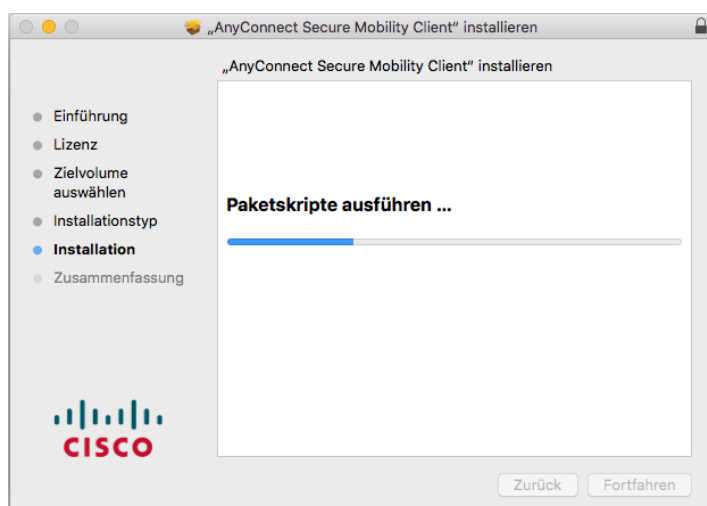 „AnyConnect Secure Mobility Client“ installieren
„AnyConnect Secure Mobility Client“ installieren
Einführung
Lizenz
Zielvolume
auswählen
Installationstyp
Installation
Zusammenfassung
Paketskripte ausführen ...
CISCO
Zurück
Fortfahren